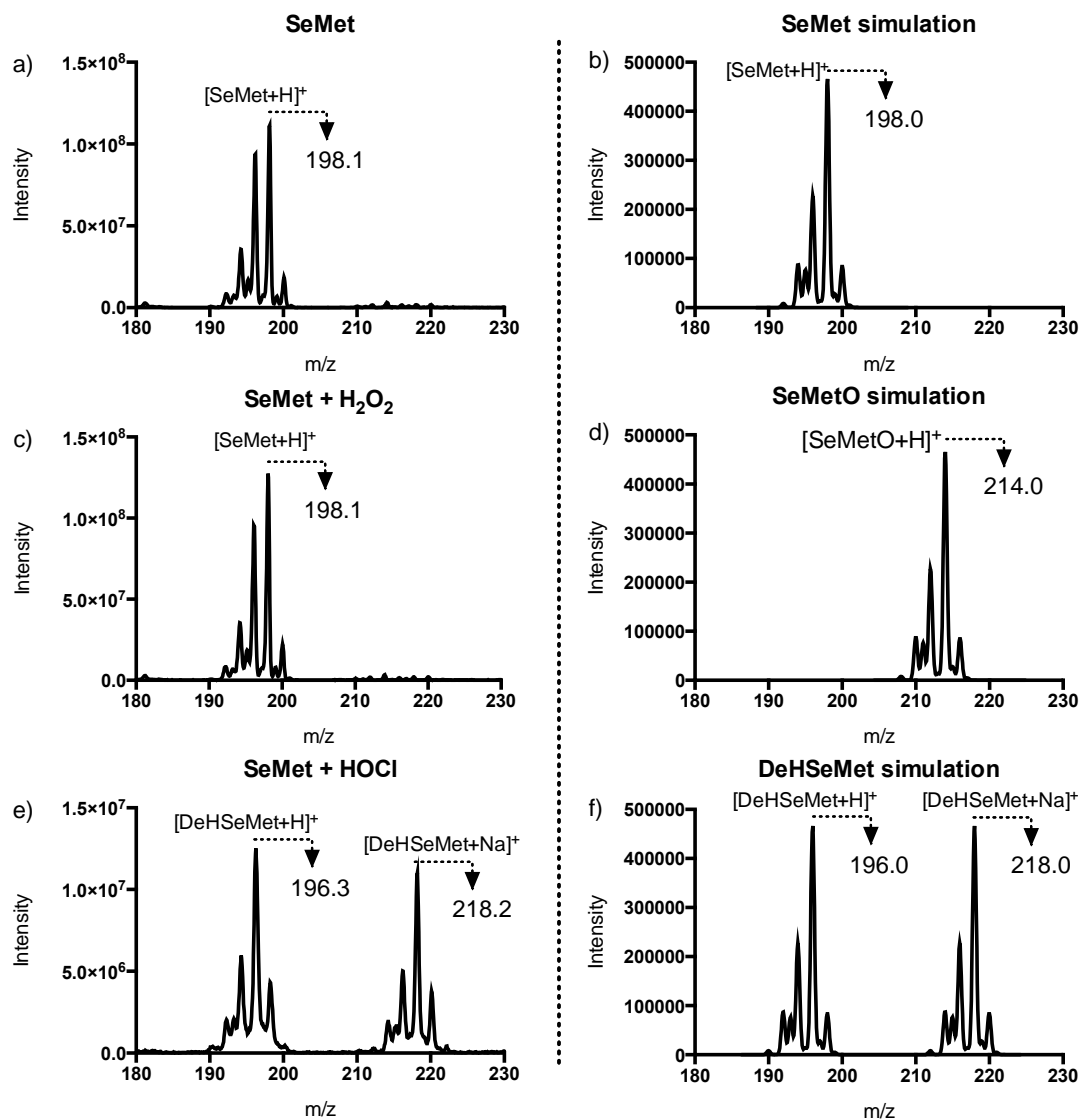 SeMet
a)
1.5×10⁸
1.0×10⁸
5.0×10⁷
0.0
Intensity
[SeMet+H]⁺
198.1
180 190 200 210 220 230
m/z
SeMet simulation
b)
500000
400000
300000
200000
100000
0
Intensity
[SeMet+H]⁺
198.0
180 190 200 210 220 230
m/z
SeMet + H₂O₂
c)
1.5×10⁸
1.0×10⁸
5.0×10⁷
0.0
Intensity
[SeMet+H]⁺
198.1
180 190 200 210 220 230
m/z
SeMetO simulation
d)
500000
400000
300000
200000
100000
0
Intensity
[SeMetO+H]⁺
214.0
180 190 200 210 220 230
m/z
SeMet + HOCl
e)
1.5×10⁷
1.0×10⁷
5.0×10⁶
0.0
Intensity
[DeHSeMet+H]⁺
196.3
[DeHSeMet+Na]⁺
218.2
180 190 200 210 220 230
m/z
DeHSeMet simulation
f)
500000
400000
300000
200000
100000
0
Intensity
[DeHSeMet+H]⁺
196.0
[DeHSeMet+Na]⁺
218.0
180 190 200 210 220 230
m/z